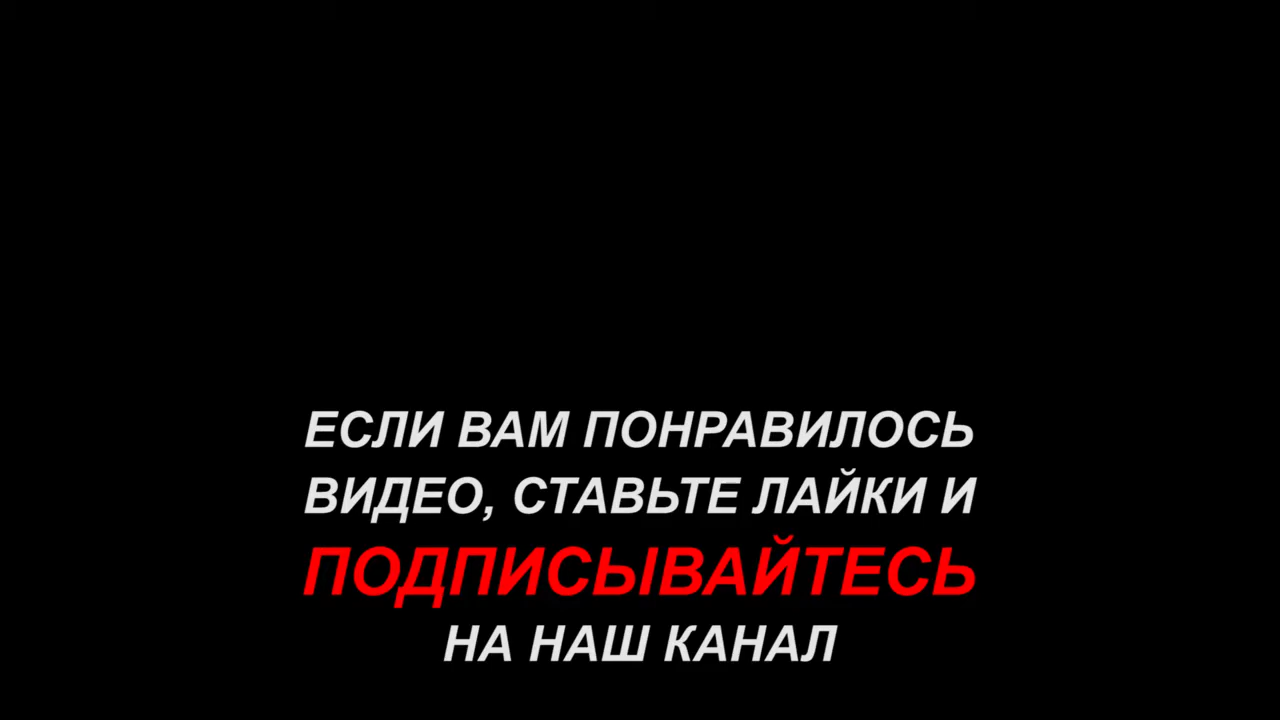 ЕСЛИ ВАМ ПОНРАВИЛОСЬ
ВИДЕО, СТАВЬТЕ ЛАЙКИ И
ПОДПИСЫВАЙТЕСЬ
НА НАШ КАНАЛ